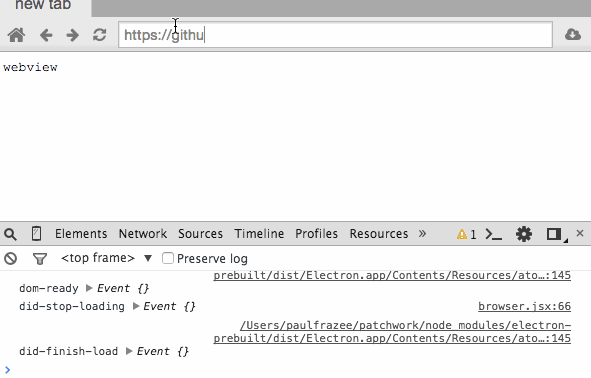 new tab
https://githu
webview
Elements Network Sources Timeline Profiles Resources » 1
<top frame> ▼ Preserve log
prebuilt/dist/Electron.app/Contents/Resources/ato…:145
dom-ready ▶ Event {}
did-stop-loading ▶ Event {} browser.jsx:66
/Users/paulfrazee/patchwork/node_modules/electron-
prebuilt/dist/Electron.app/Contents/Resources/ato…:145
did-finish-load ▶ Event {}
>